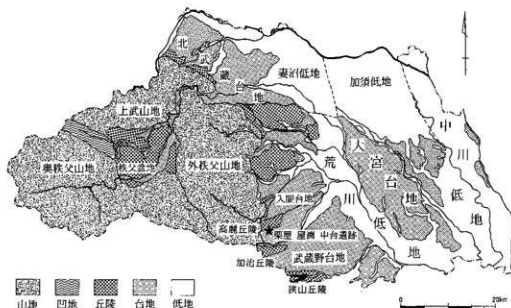 北武蔵台地
妻沼低地
加須低地
中川低地
上武山地
大宮台地
奥秩父山地
秩父盆地
外秩父山地
荒川低地
入間台地
高麗丘陵
★栗屋 屋淵 中台遺跡
加治丘陵
武蔵野台地
狭山丘陵
山地 凹地 丘陵 台地 低地
0 20km